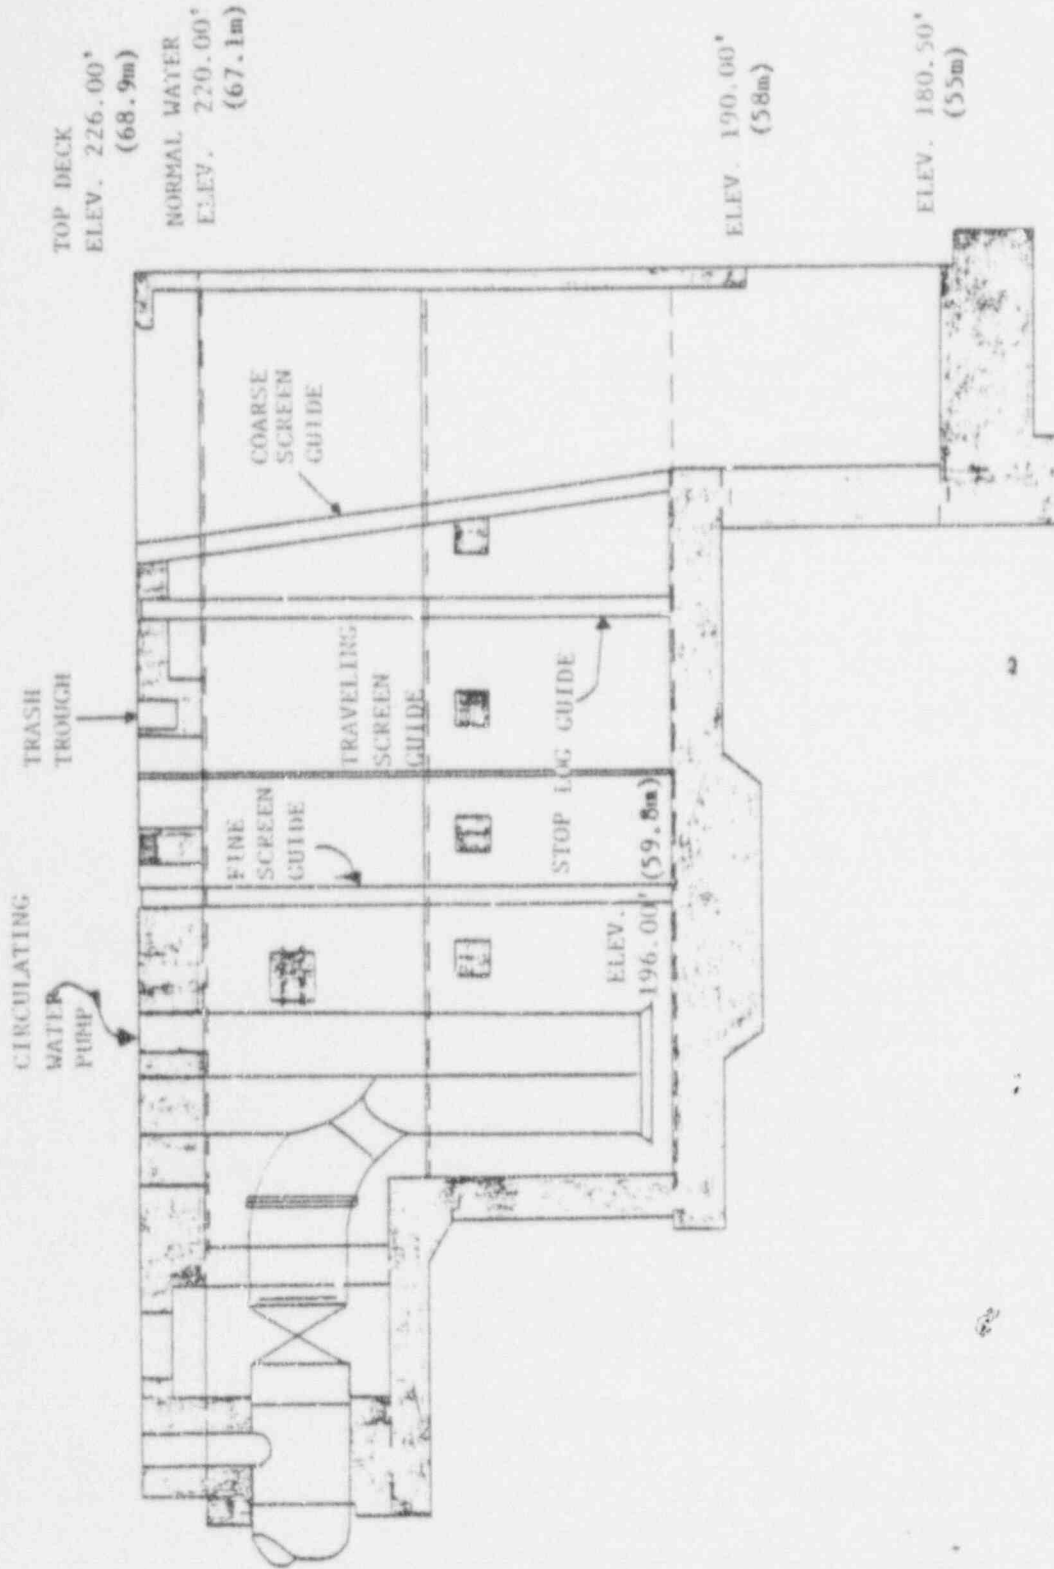 CIRCULATING
WATER
PUMP
TRASH
TROUGH
TOP DECK
ELEV. 226.00'
(68.9m)
NORMAL WATER
ELEV. 220.00'
(67.1m)
COARSE
SCREEN
GUIDE
TRAVELING
SCREEN
GUIDE
FINE
SCREEN
GUIDE
STOP LOG GUIDE
ELEV.
196.00' (59.8m)
ELEV. 190.00'
(58m)
ELEV. 180.50'
(55m)